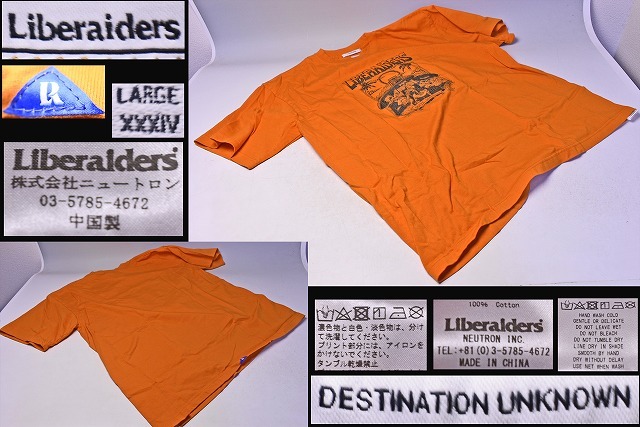 Liberaiders
LR
LARGE
XXXIV
Liberaiders®
株式会社ニュートロン
03-5785-4672
中国製
LIBERAIDERS
濃色物と白色・淡色物は、分け
て洗濯してください。
プリント部分には、アイロンを
かけないでください。
タンブル乾燥禁止
100% Cotton
Liberaiders®
NEUTRON INC.
TEL:+81(0)3-5785-4672
MADE IN CHINA
HAND WASH COLD
GENTLE OR DELICATE
DO NOT LEAVE WET
DO NOT BLEACH
DO NOT TUMBLE DRY
LINE DRY IN SHADE
SMOOTH BY HAND
DRY WITHOUT DELAY
USE NET WHEN WASH
DESTINATION UNKNOWN